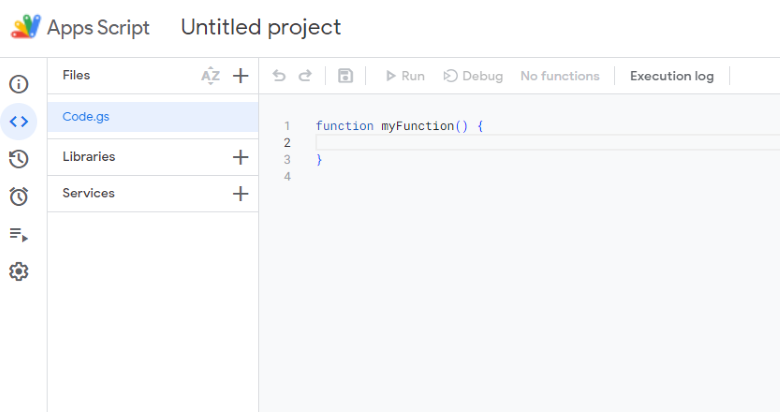 Apps Script Untitled project
Files AZ
Run Debug No functions Execution log
Code.gs
Libraries
Services
1 function myFunction() {
2
3 }
4